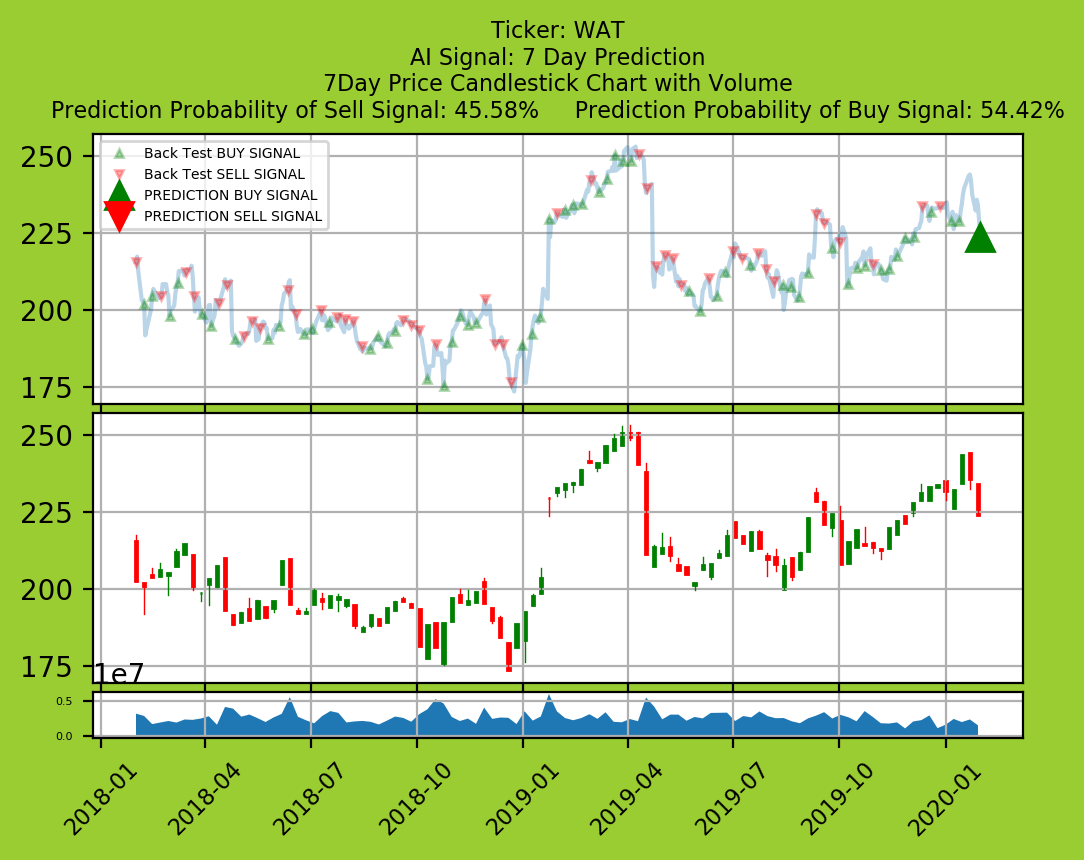 Ticker: WAT
AI Signal: 7 Day Prediction
7Day Price Candlestick Chart with Volume
Prediction Probability of Sell Signal: 45.58% Prediction Probability of Buy Signal: 54.42%
Back Test BUY SIGNAL
Back Test SELL SIGNAL
PREDICTION BUY SIGNAL
PREDICTION SELL SIGNAL
250
225
200
175
250
225
200
175
1e7
0.5
0.0
2018-01
2018-04
2018-07
2018-10
2019-01
2019-04
2019-07
2019-10
2020-01